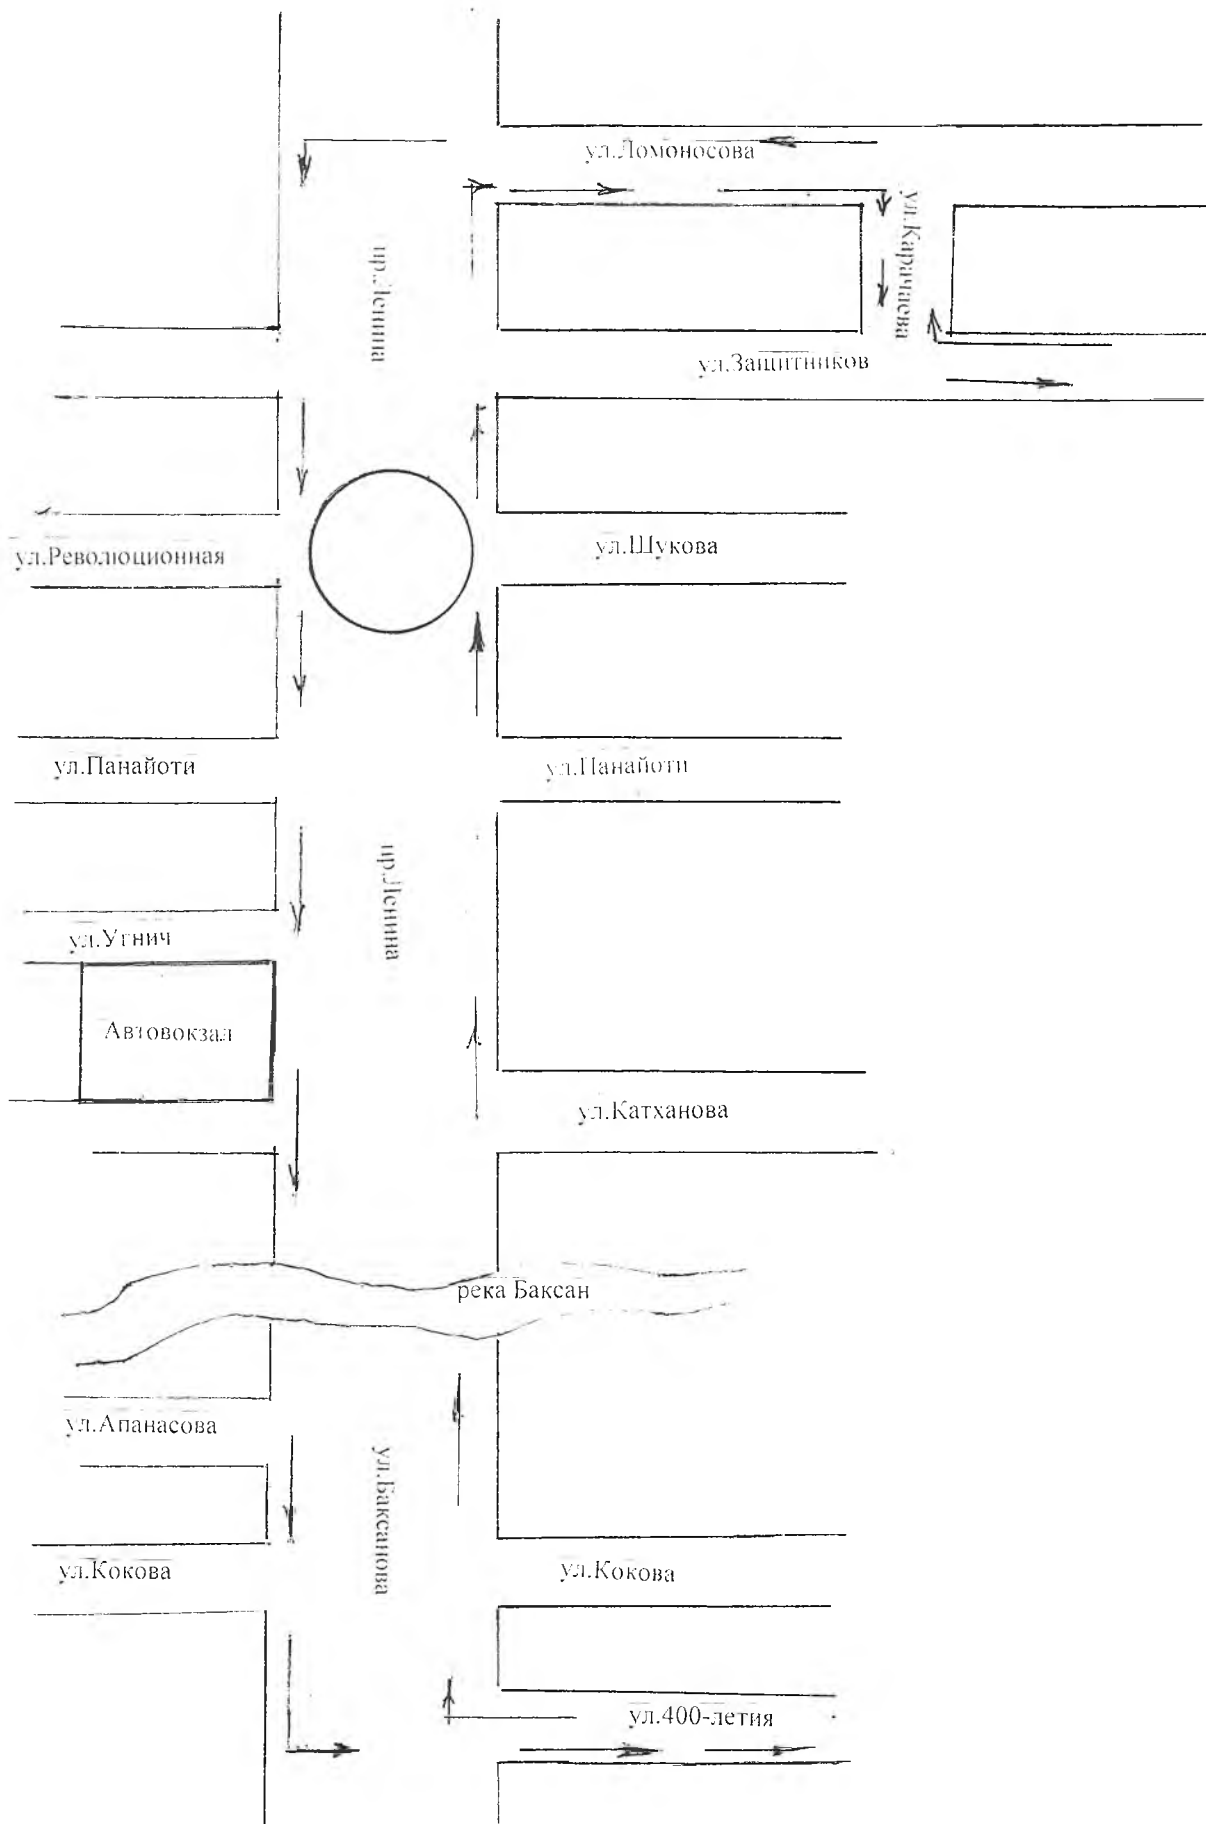 ул.Ломоносова
ул.Карачаева
пр.Ленина
ул.Защитников
ул.Революционная
ул.Шукова
ул.Панайоти
ул.Панайоти
пр.Ленина
ул.Угнич
Автовокзал
ул.Катханова
река Баксан
ул.Апанасова
ул.Баксанова
ул.Кокова
ул.Кокова
ул.400-летия